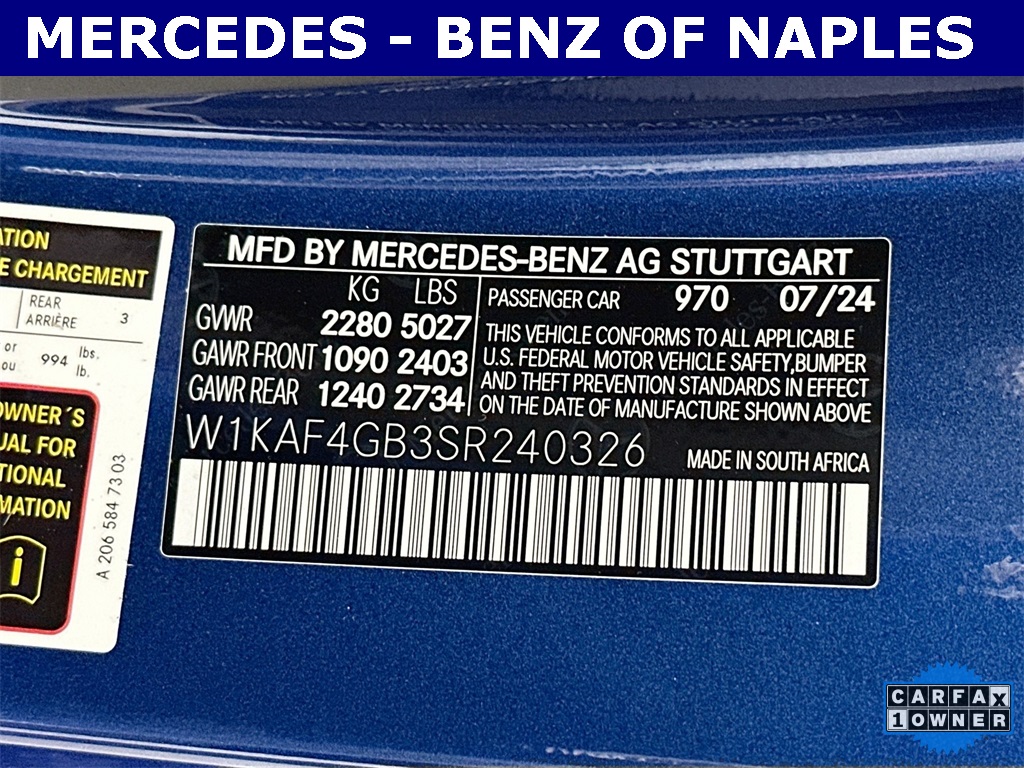 MERCEDES - BENZ OF NAPLES
ATION
E CHARGEMENT
REAR
ARRIÈRE 3
or
ou 994 lbs.
lb.
OWNER´S
UAL FOR
TIONAL
MATION
i
A 206 584 73 03
MFD BY MERCEDES-BENZ AG STUTTGART
KG LBS
GVWR 2280 5027
GAWR FRONT 1090 2403
GAWR REAR 1240 2734
PASSENGER CAR 970 07/24
THIS VEHICLE CONFORMS TO ALL APPLICABLE
U.S. FEDERAL MOTOR VEHICLE SAFETY,BUMPER
AND THEFT PREVENTION STANDARDS IN EFFECT
ON THE DATE OF MANUFACTURE SHOWN ABOVE
W1KAF4GB3SR240326
MADE IN SOUTH AFRICA
CARFAX
1 OWNER